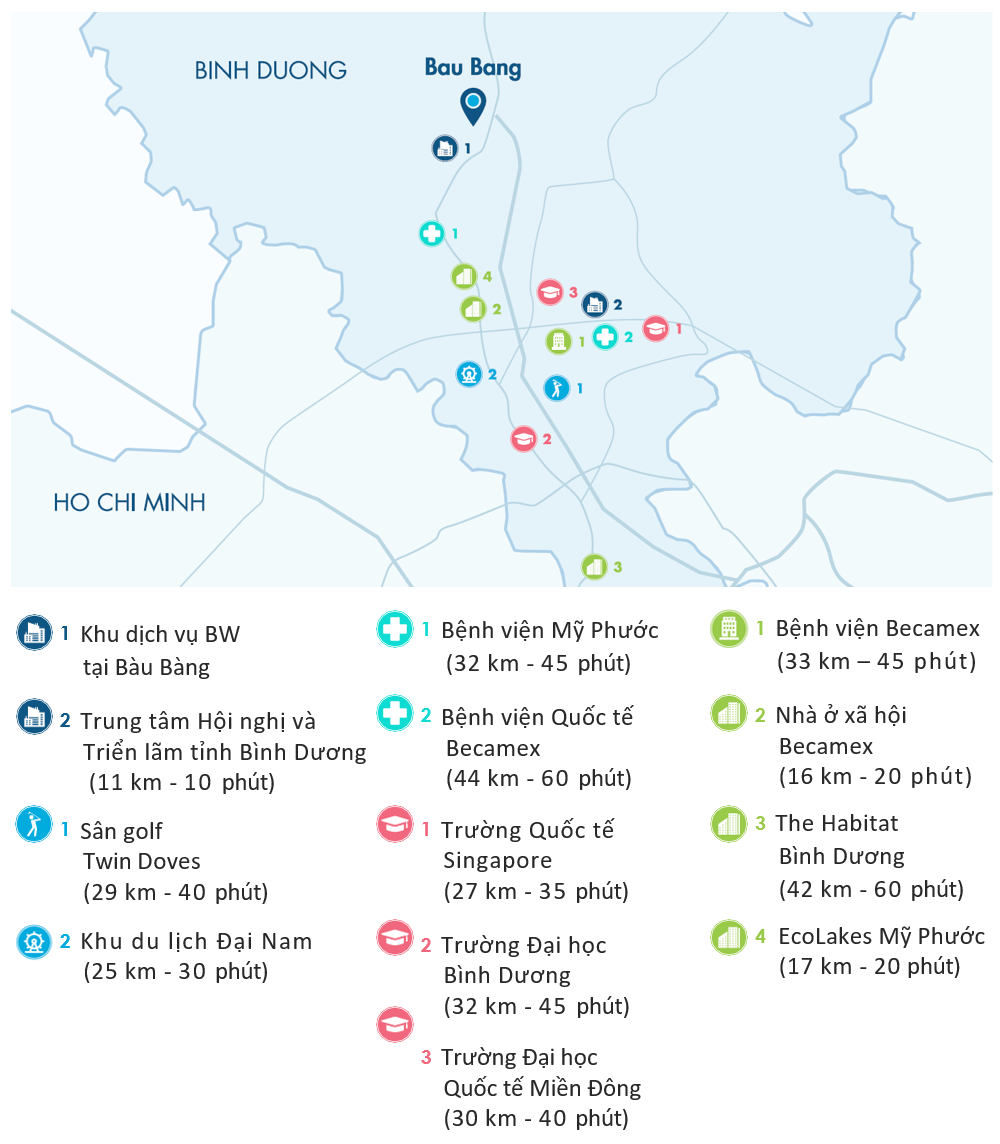 BINH DUONG
Bau Bang
1
1
4
3
2
2
1
2
1
2
1
2
HO CHI MINH
3
1 Khu dịch vụ BW
tại Bàu Bàng
2 Trung tâm Hội nghị và
Triển lãm tỉnh Bình Dương
(11 km - 10 phút)
1 Sân golf
Twin Doves
(29 km - 40 phút)
2 Khu du lịch Đại Nam
(25 km - 30 phút)
1 Bệnh viện Mỹ Phước
(32 km - 45 phút)
2 Bệnh viện Quốc tế
Becamex
(44 km - 60 phút)
1 Trường Quốc tế
Singapore
(27 km - 35 phút)
2 Trường Đại học
Bình Dương
(32 km - 45 phút)
3 Trường Đại học
Quốc tế Miền Đông
(30 km - 40 phút)
1 Bệnh viện Becamex
(33 km – 45 phút)
2 Nhà ở xã hội
Becamex
(16 km - 20 phút)
3 The Habitat
Bình Dương
(42 km - 60 phút)
4 EcoLakes Mỹ Phước
(17 km - 20 phút)